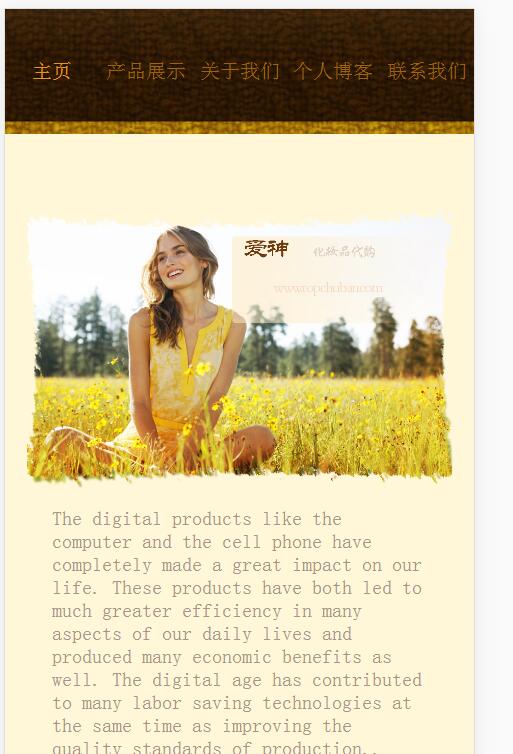 主页 产品展示 关于我们 个人博客 联系我们
爱神 化妆品代购
www.topchuban.com
The digital products like the
computer and the cell phone have
completely made a great impact on our
life. These products have both led to
much greater efficiency in many
aspects of our daily lives and
produced many economic benefits as
well. The digital age has contributed
to many labor saving technologies at
the same time as improving the
quality standards of production..